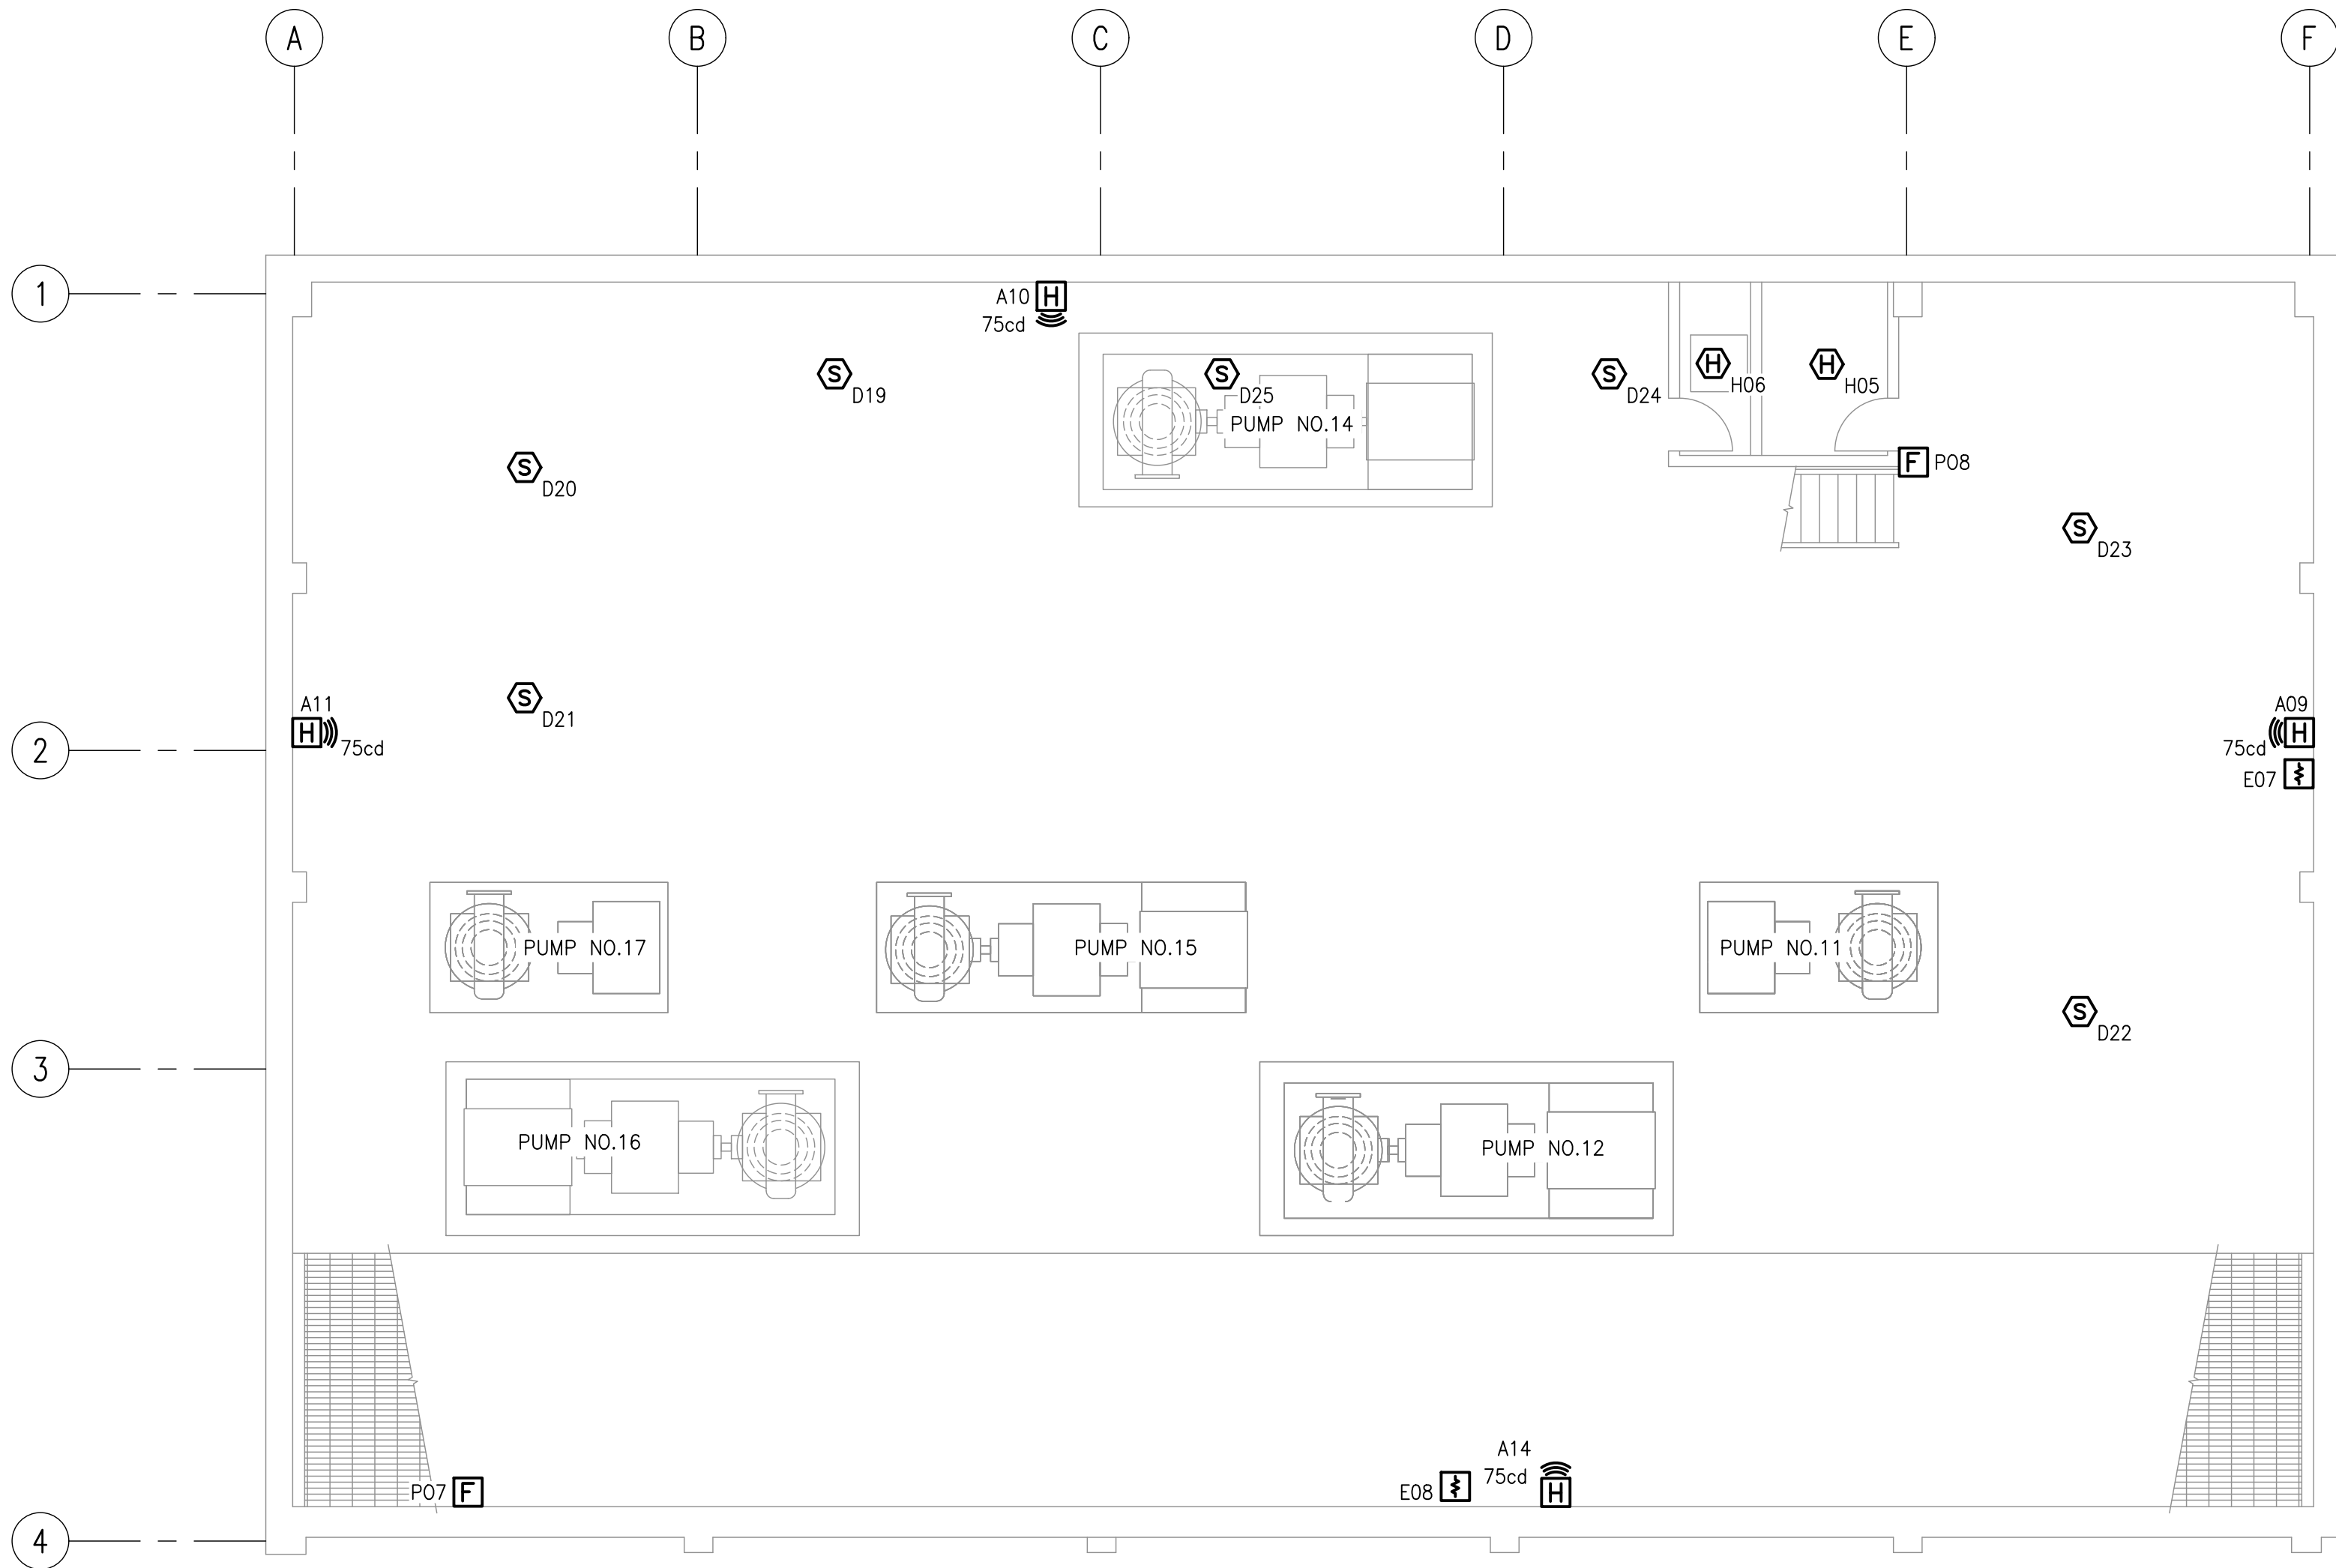 A
B
C
D
E
F
1
A10 H
75cd
S
D19
S
D25
PUMP NO.14
S
D24
H
H06
H
H05
F P08
S
D20
S
D23
S
D21
A11
H
75cd
2
A09
H
75cd
E07
PUMP NO.17
PUMP NO.15
PUMP NO.11
S
D22
3
PUMP NO.16
PUMP NO.12
A14
75cd
H
P07 F
E08
4